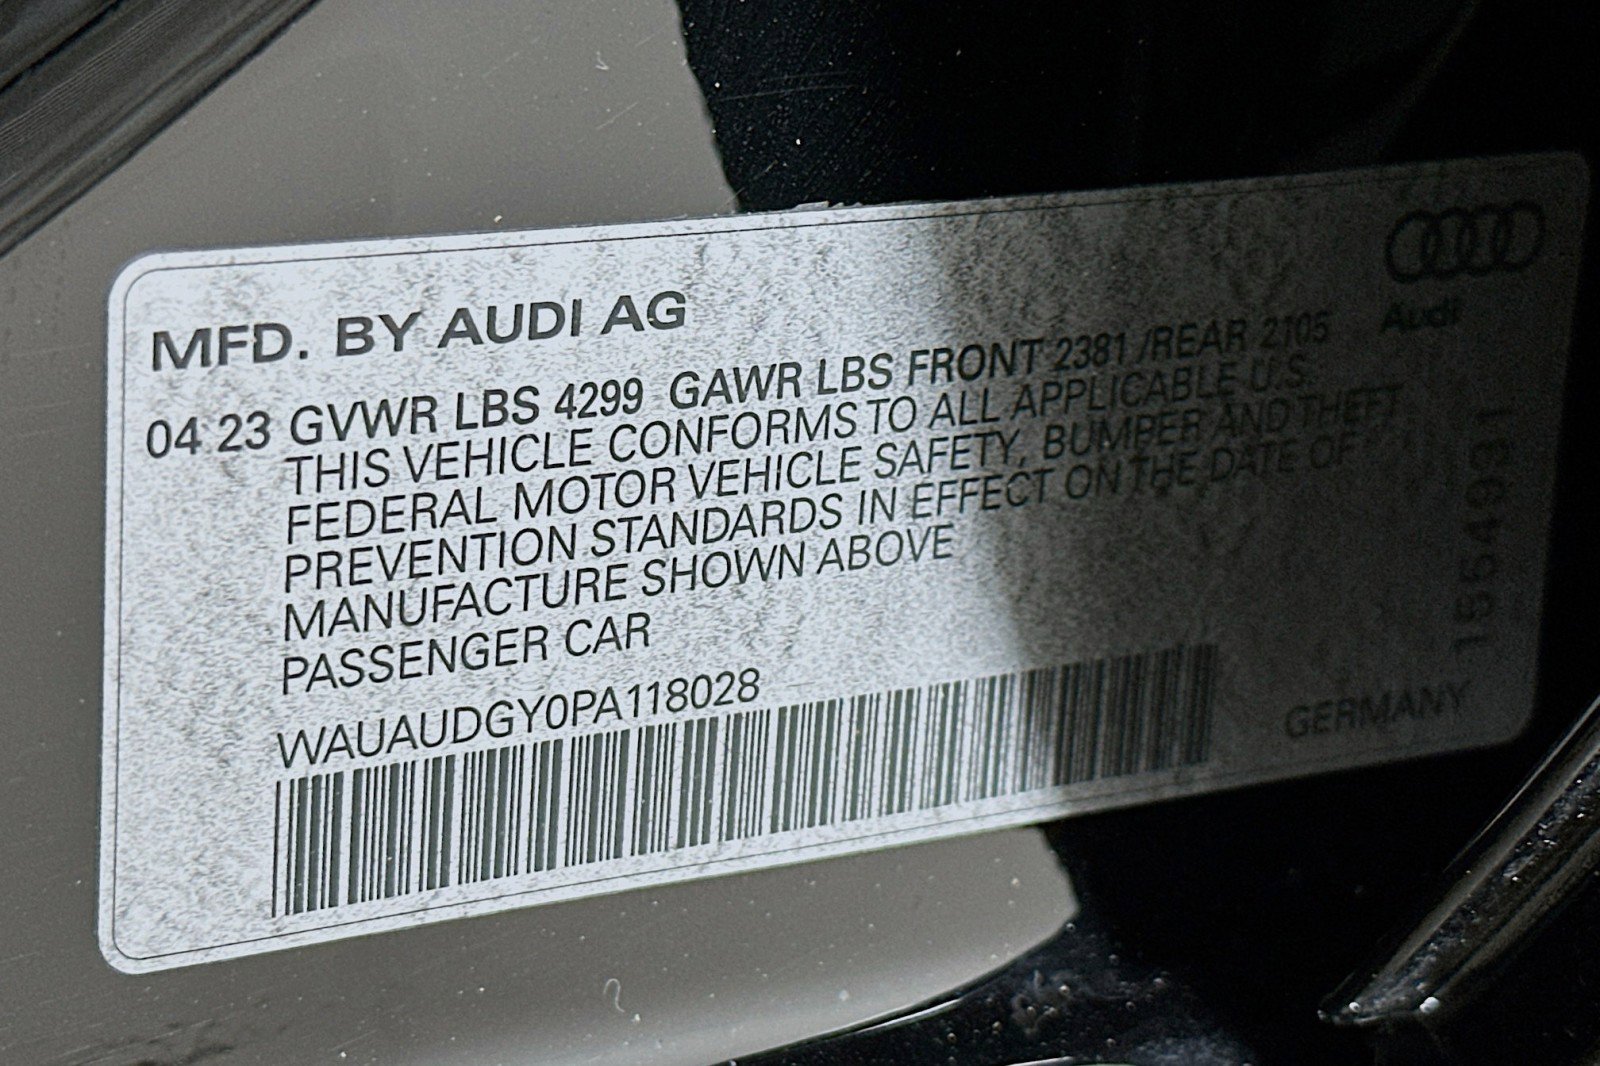 MFD. BY AUDI AG
Audi
04 23 GVWR LBS 4299 GAWR LBS FRONT 2381 /REAR 2105
THIS VEHICLE CONFORMS TO ALL APPLICABLE U.S.
FEDERAL MOTOR VEHICLE SAFETY, BUMPER AND THEFT
PREVENTION STANDARDS IN EFFECT ON THE DATE OF
MANUFACTURE SHOWN ABOVE
PASSENGER CAR
WAUAUDGY0PA118028
GERMANY
1554991